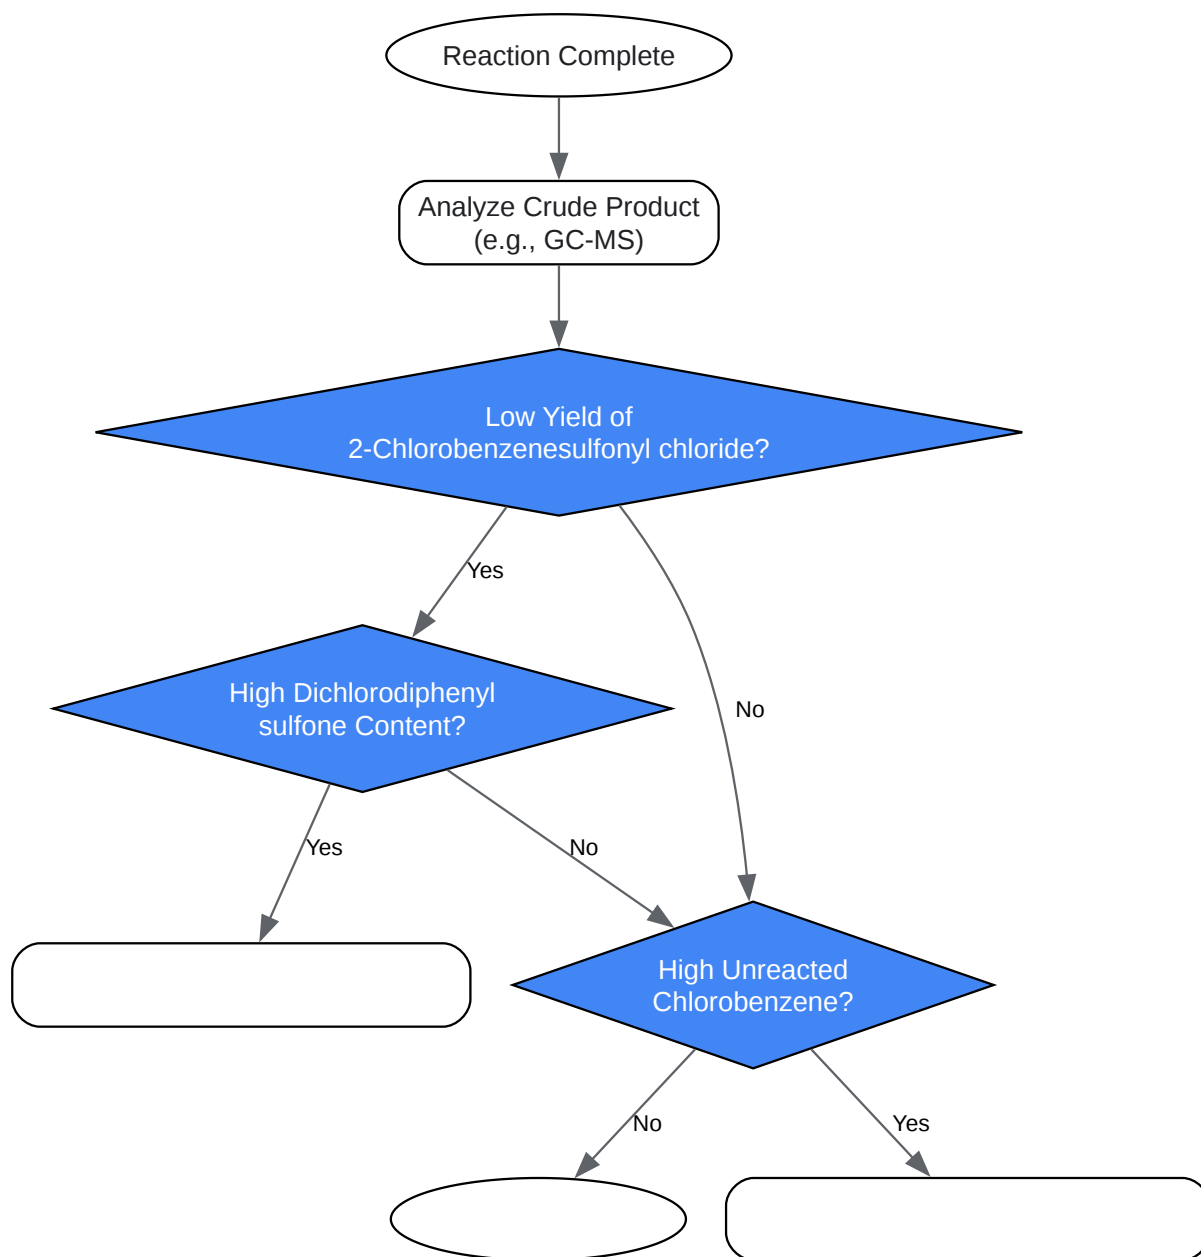 Reaction Complete
Analyze Crude Product
(e.g., GC-MS)
Low Yield of
2-Chlorobenzenesulfonyl chloride?
Yes
No
High Dichlorodiphenyl
sulfone Content?
Yes
No
High Unreacted
Chlorobenzene?
No
Yes